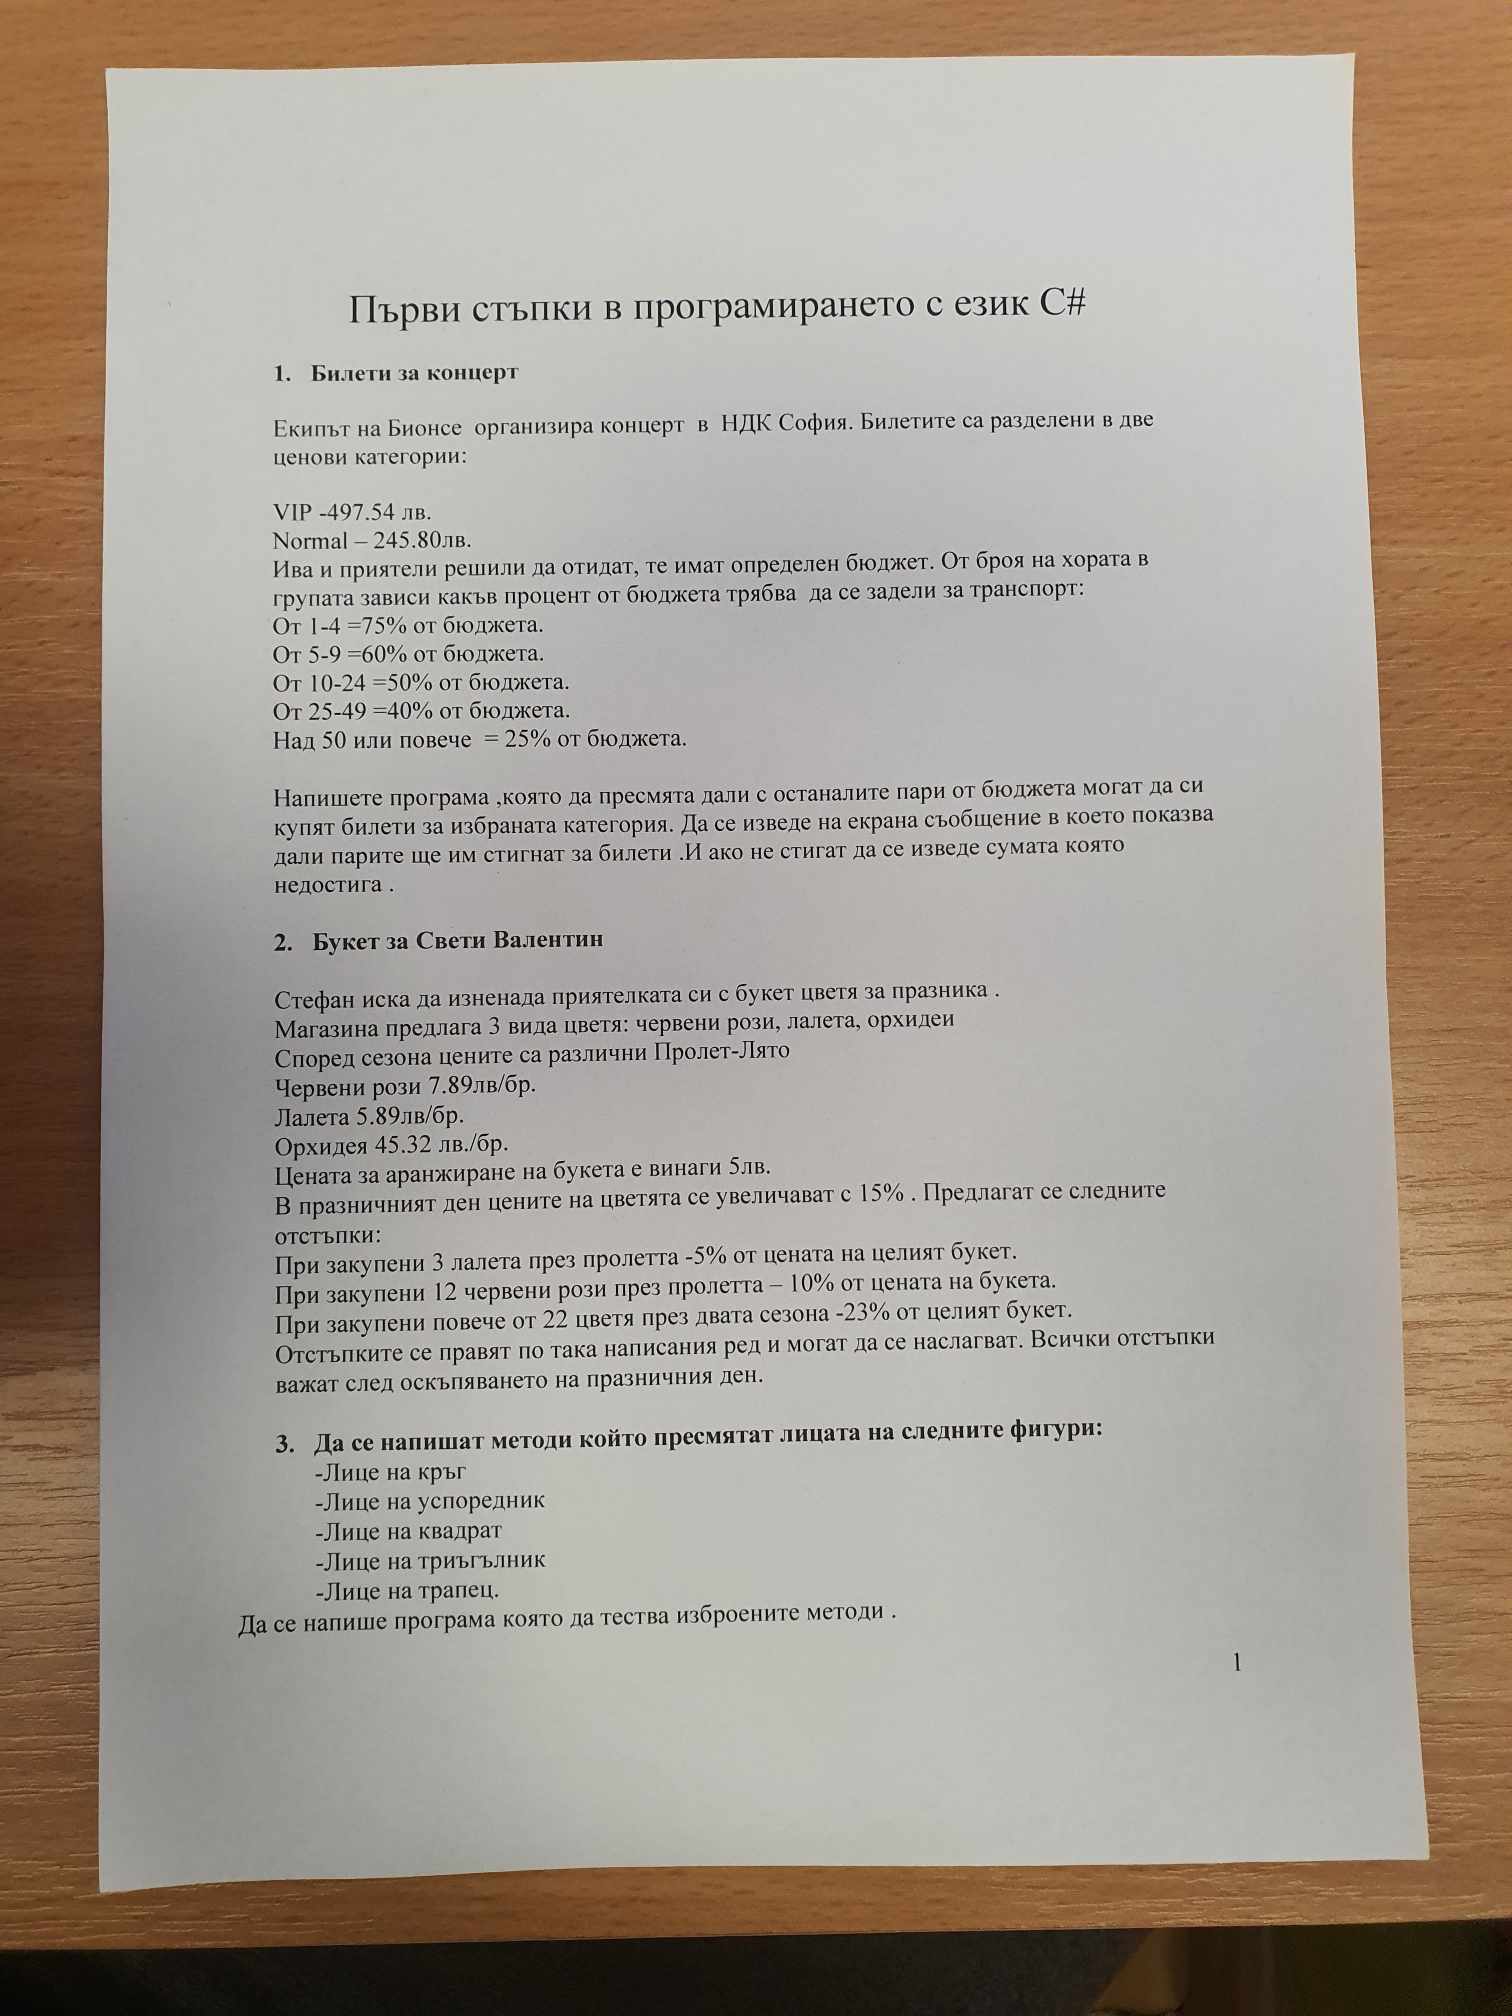 Първи стъпки в програмирането с език C#
1. Билети за концерт
Екипът на Бионсе организира концерт в НДК София. Билетите са разделени в две
ценови категории:
VIP -497.54 лв.
Normal – 245.80лв.
Ива и приятели решили да отидат, те имат определен бюджет. От броя на хората в
групата зависи какъв процент от бюджета трябва да се задели за транспорт:
От 1-4 =75% от бюджета.
От 5-9 =60% от бюджета.
От 10-24 =50% от бюджета.
От 25-49 =40% от бюджета.
Над 50 или повече = 25% от бюджета.
Напишете програма ,която да пресмята дали с останалите пари от бюджета могат да си
купят билети за избраната категория. Да се изведе на екрана съобщение в което показва
дали парите ще им стигнат за билети .И ако не стигат да се изведе сумата която
недостига .
2. Букет за Свети Валентин
Стефан иска да изненада приятелката си с букет цветя за празника .
Магазина предлага 3 вида цветя: червени рози, лалета, орхидеи
Според сезона цените са различни Пролет-Лято
Червени рози 7.89лв/бр.
Лалета 5.89лв/бр.
Орхидея 45.32 лв./бр.
Цената за аранжиране на букета е винаги 5лв.
В празничният ден цените на цветята се увеличават с 15% . Предлагат се следните
отстъпки:
При закупени 3 лалета през пролетта -5% от цената на целият букет.
При закупени 12 червени рози през пролетта – 10% от цената на букета.
При закупени повече от 22 цветя през двата сезона -23% от целият букет.
Отстъпките се правят по така написания ред и могат да се наслагват. Всички отстъпки
важат след оскъпяването на празничния ден.
3. Да се напишат методи който пресмятат лицата на следните фигури:
-Лице на кръг
-Лице на успоредник
-Лице на квадрат
-Лице на триъгълник
-Лице на трапец.
Да се напише програма която да тества изброените методи .
1